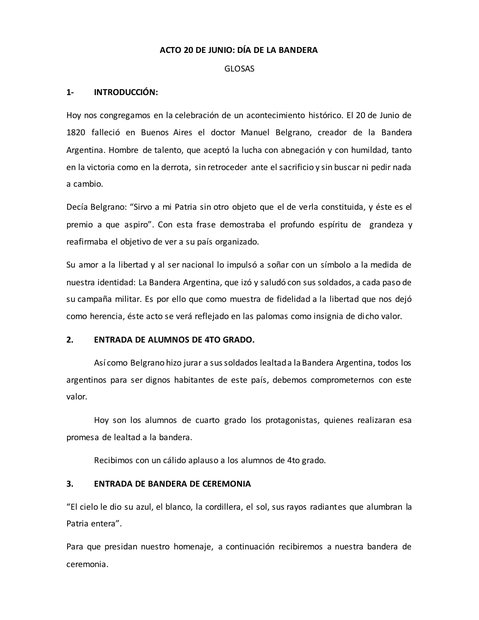 ACTO 20 DE JUNIO: DÍA DE LA BANDERA
GLOSAS
1- INTRODUCCIÓN:
Hoy nos congregamos en la celebración de un acontecimiento histórico. El 20 de Junio de
1820 falleció en Buenos Aires el doctor Manuel Belgrano, creador de la Bandera
Argentina. Hombre de talento, que aceptó la lucha con abnegación y con humildad, tanto
en la victoria como en la derrota, sin retroceder ante el sacrificio y sin buscar ni pedir nada
a cambio.
Decía Belgrano: “Sirvo a mi Patria sin otro objeto que el de verla constituida, y éste es el
premio a que aspiro”. Con esta frase demostraba el profundo espíritu de grandeza y
reafirmaba el objetivo de ver a su país organizado.
Su amor a la libertad y al ser nacional lo impulsó a soñar con un símbolo a la medida de
nuestra identidad: La Bandera Argentina, que izó y saludó con sus soldados, a cada paso de
su campaña militar. Es por ello que como muestra de fidelidad a la libertad que nos dejó
como herencia, éste acto se verá reflejado en las palomas como insignia de dicho valor.
2. ENTRADA DE ALUMNOS DE 4TO GRADO.
Así como Belgrano hizo jurar a sus soldados lealtad a la Bandera Argentina, todos los
argentinos para ser dignos habitantes de este país, debemos comprometernos con este
valor.
Hoy son los alumnos de cuarto grado los protagonistas, quienes realizaran esa
promesa de lealtad a la bandera.
Recibimos con un cálido aplauso a los alumnos de 4to grado.
3. ENTRADA DE BANDERA DE CEREMONIA
“El cielo le dio su azul, el blanco, la cordillera, el sol, sus rayos radiantes que alumbran la
Patria entera”.
Para que presidan nuestro homenaje, a continuación recibiremos a nuestra bandera de
ceremonia.